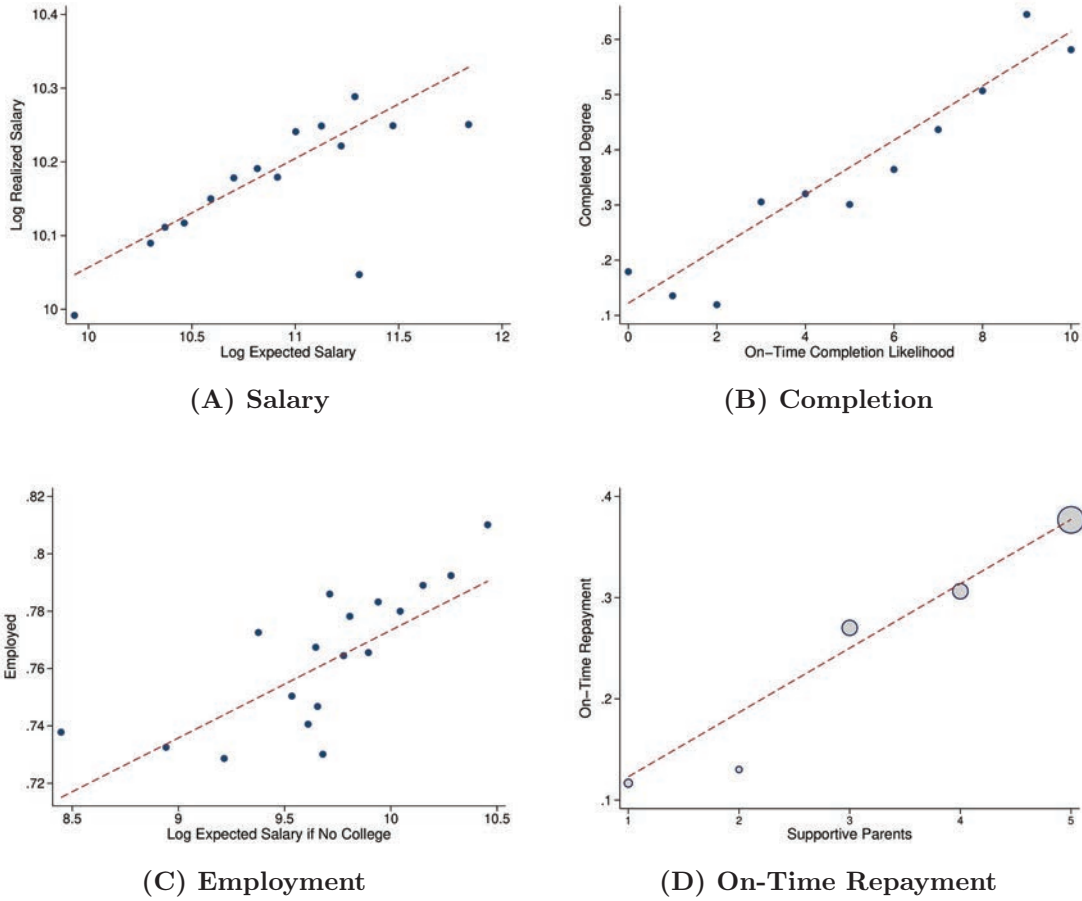 10.4
10.3
10.2
10.1
10
Log Realized Salary
10 10.5 11 11.5 12
Log Expected Salary
(A) Salary
.6
.5
.4
.3
.2
.1
Completed Degree
0 2 4 6 8 10
On-Time Completion Likelihood
(B) Completion
.82
.8
.78
.76
.74
.72
Employed
8.5 9 9.5 10 10.5
Log Expected Salary if No College
(C) Employment
.4
.3
.2
.1
On-Time Repayment
1 2 3 4 5
Supportive Parents
(D) On-Time Repayment